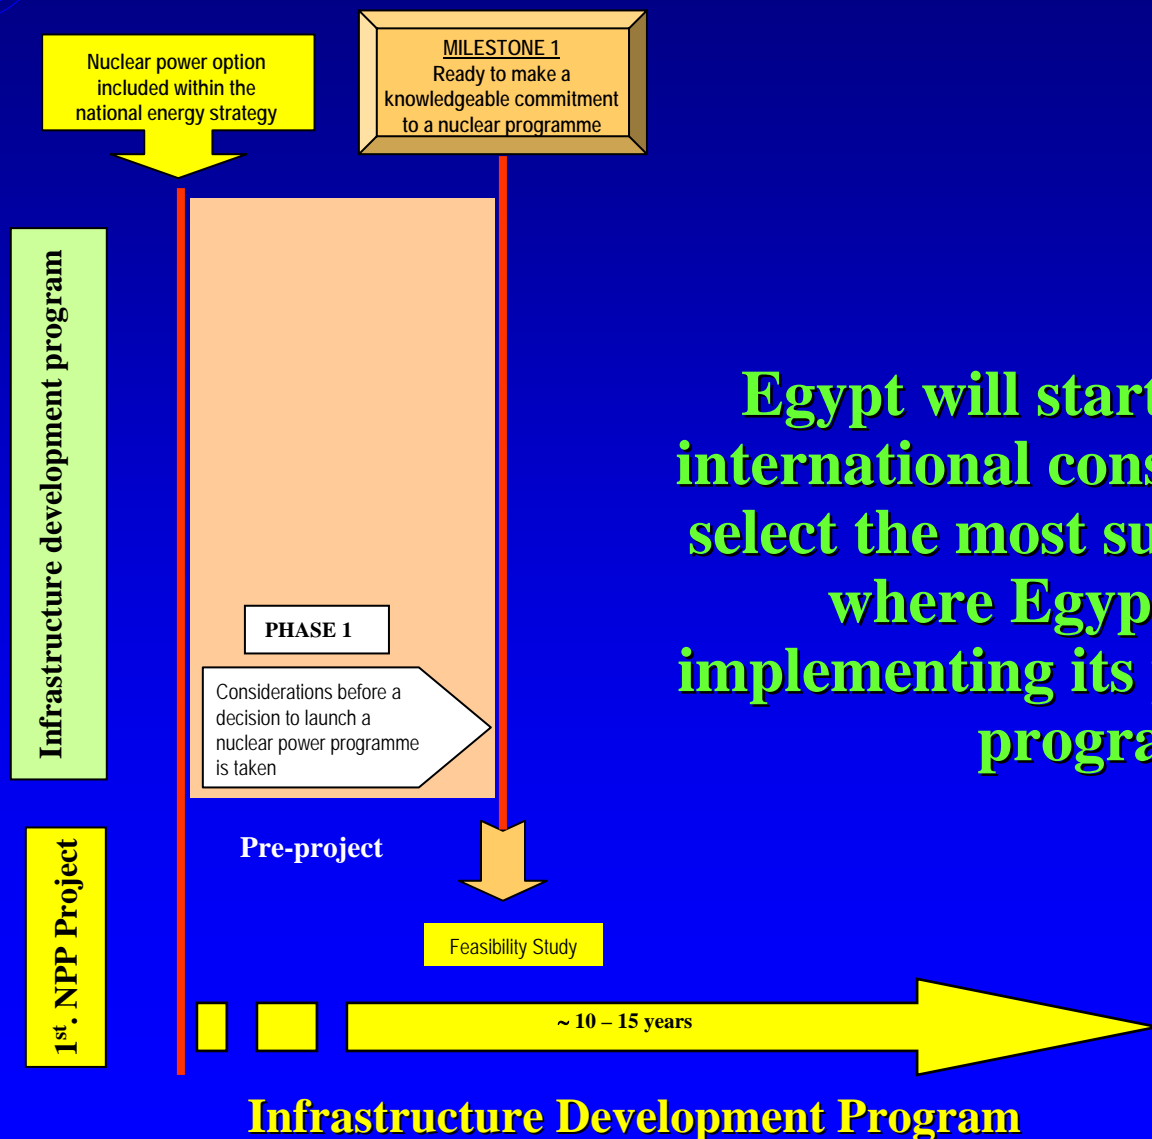 Nuclear power option
included within the
national energy strategy
MILESTONE 1
Ready to make a
knowledgeable commitment
to a nuclear programme
Infrastructure development program
Egypt will start
international cons
select the most su
where Egyp
implementing its
progra
PHASE 1
Considerations before a
decision to launch a
nuclear power programme
is taken
Pre-project
1st. NPP Project
Feasibility Study
~ 10 – 15 years
Infrastructure Development Program